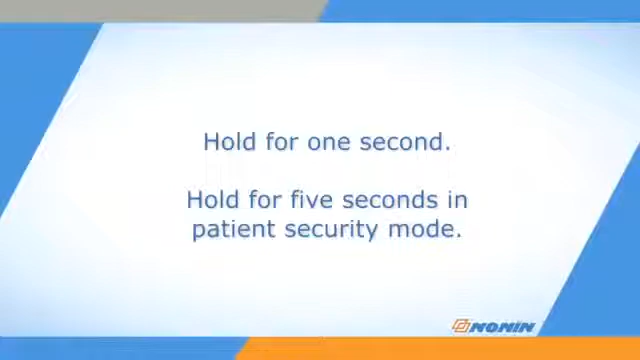 Hold for one second.
Hold for five seconds in
patient security mode.
NONIN